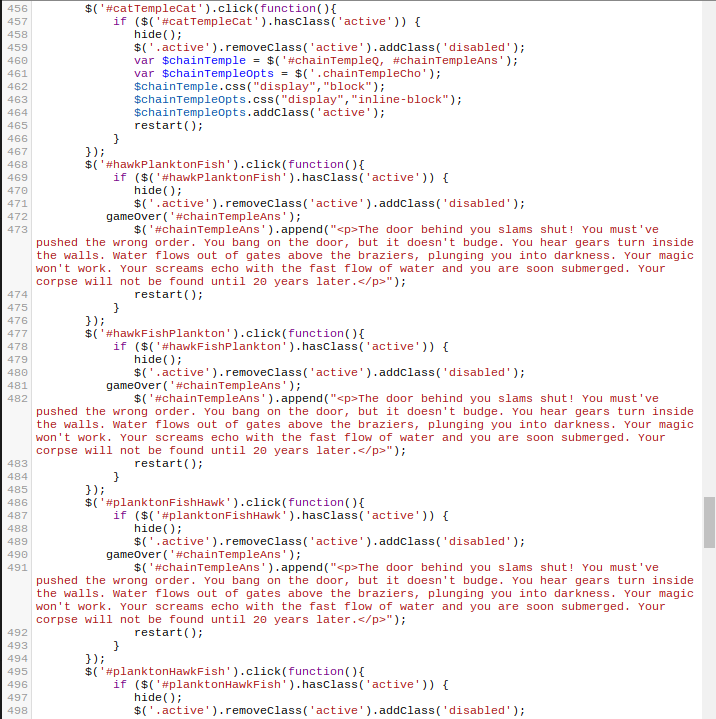 456 $('#catTempleCat').click(function(){
457 if ($('#catTempleCat').hasClass('active')) {
458 hide();
459 $('.active').removeClass('active').addClass('disabled');
460 var $chainTemple = $('#chainTempleQ, #chainTempleAns');
461 var $chainTempleOpts = $('.chainTempleCho');
462 $chainTemple.css("display","block");
463 $chainTempleOpts.css("display","inline-block");
464 $chainTempleOpts.addClass('active');
465 restart();
466 }
467 });
468 $('#hawkPlanktonFish').click(function(){
469 if ($('#hawkPlanktonFish').hasClass('active')) {
470 hide();
471 $('.active').removeClass('active').addClass('disabled');
472 gameOver('#chainTempleAns');
473 $('#chainTempleAns').append("<p>The door behind you slams shut! You must've
pushed the wrong order. You bang on the door, but it doesn't budge. You hear gears turn inside
the walls. Water flows out of gates above the braziers, plunging you into darkness. Your magic
won't work. Your screams echo with the fast flow of water and you are soon submerged. Your
corpse will not be found until 20 years later.</p>");
474 restart();
475 }
476 });
477 $('#hawkFishPlankton').click(function(){
478 if ($('#hawkFishPlankton').hasClass('active')) {
479 hide();
480 $('.active').removeClass('active').addClass('disabled');
481 gameOver('#chainTempleAns');
482 $('#chainTempleAns').append("<p>The door behind you slams shut! You must've
pushed the wrong order. You bang on the door, but it doesn't budge. You hear gears turn inside
the walls. Water flows out of gates above the braziers, plunging you into darkness. Your magic
won't work. Your screams echo with the fast flow of water and you are soon submerged. Your
corpse will not be found until 20 years later.</p>");
483 restart();
484 }
485 });
486 $('#planktonFishHawk').click(function(){
487 if ($('#planktonFishHawk').hasClass('active')) {
488 hide();
489 $('.active').removeClass('active').addClass('disabled');
490 gameOver('#chainTempleAns');
491 $('#chainTempleAns').append("<p>The door behind you slams shut! You must've
pushed the wrong order. You bang on the door, but it doesn't budge. You hear gears turn inside
the walls. Water flows out of gates above the braziers, plunging you into darkness. Your magic
won't work. Your screams echo with the fast flow of water and you are soon submerged. Your
corpse will not be found until 20 years later.</p>");
492 restart();
493 }
494 });
495 $('#planktonHawkFish').click(function(){
496 if ($('#planktonHawkFish').hasClass('active')) {
497 hide();
498 $('.active').removeClass('active').addClass('disabled');